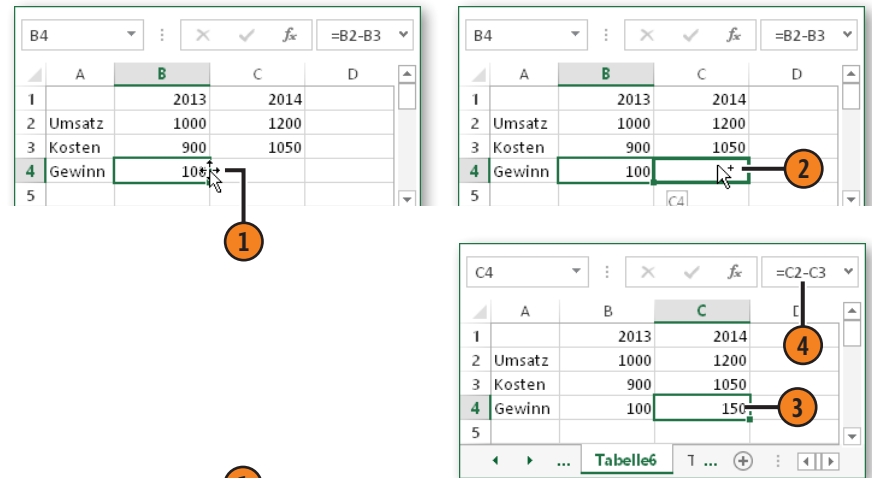 B4 fx =B2-B3
A B C D
1 2013 2014
2 Umsatz 1000 1200
3 Kosten 900 1050
4 Gewinn
5
1
B4 fx =B2-B3
A B C D
1 2013 2014
2 Umsatz 1000 1200
3 Kosten 900 1050
4 Gewinn 100
5 C4
2
C4 fx =C2-C3
A B C
1 2013 2014
2 Umsatz 1000 1200
3 Kosten 900 1050
4 Gewinn 100 150
5
... Tabelle6 T ...
4
3